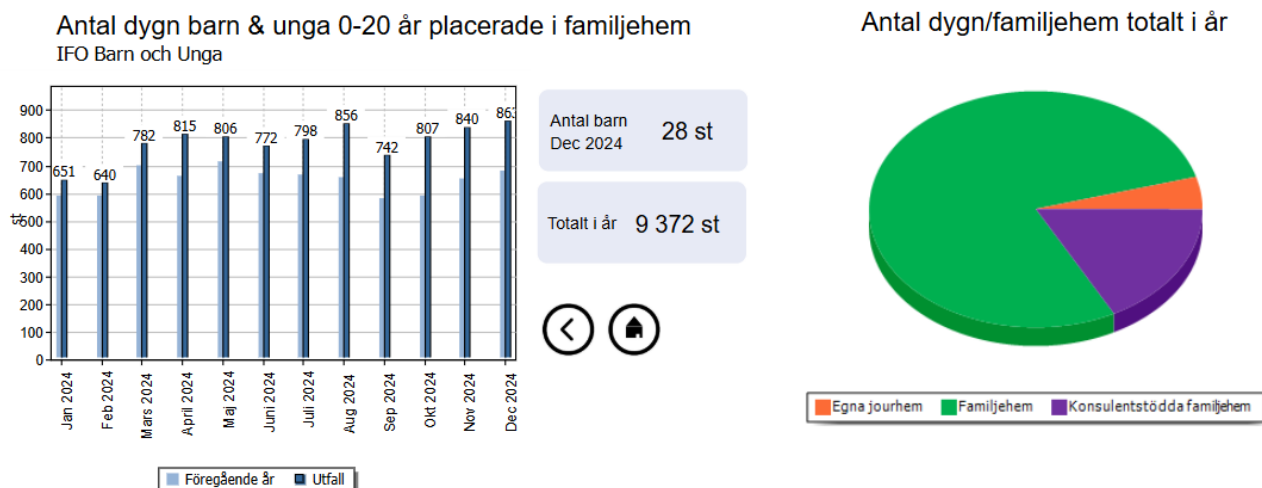 Antal dygn barn & unga 0-20 år placerade i familjehem
IFO Barn och Unga
900
800
700
600
500
400
300
200
100
0
st
651
640
782
815
806
772
798
856
742
807
840
863
Jan 2024
Feb 2024
Mars 2024
April 2024
Maj 2024
Juni 2024
Juli 2024
Aug 2024
Sep 2024
Okt 2024
Nov 2024
Dec 2024
Föregående år
Utfall
Antal barn
Dec 2024
28 st
Totalt i år 9 372 st
Antal dygn/familjehem totalt i år
Egna jourhem
Familjehem
Konsulentstödda familjehem